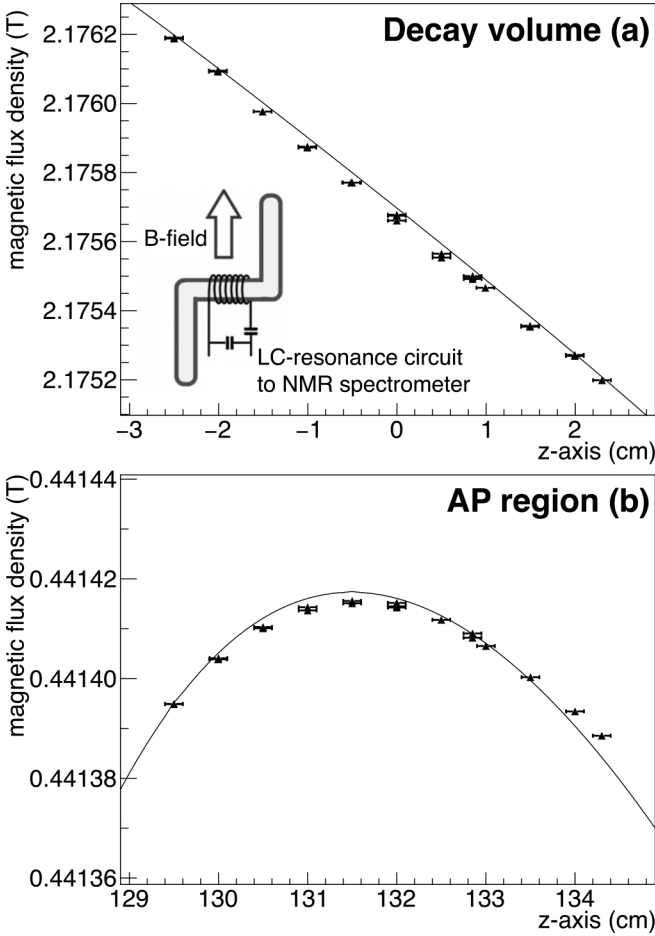 Decay volume (a)
magnetic flux density (T)
2.1762
2.1760
2.1758
2.1756
2.1754
2.1752
B-field
LC-resonance circuit
to NMR spectrometer
−3 −2 −1 0 1 2
z-axis (cm)
AP region (b)
magnetic flux density (T)
0.44144
0.44142
0.44140
0.44138
0.44136
129 130 131 132 133 134
z-axis (cm)